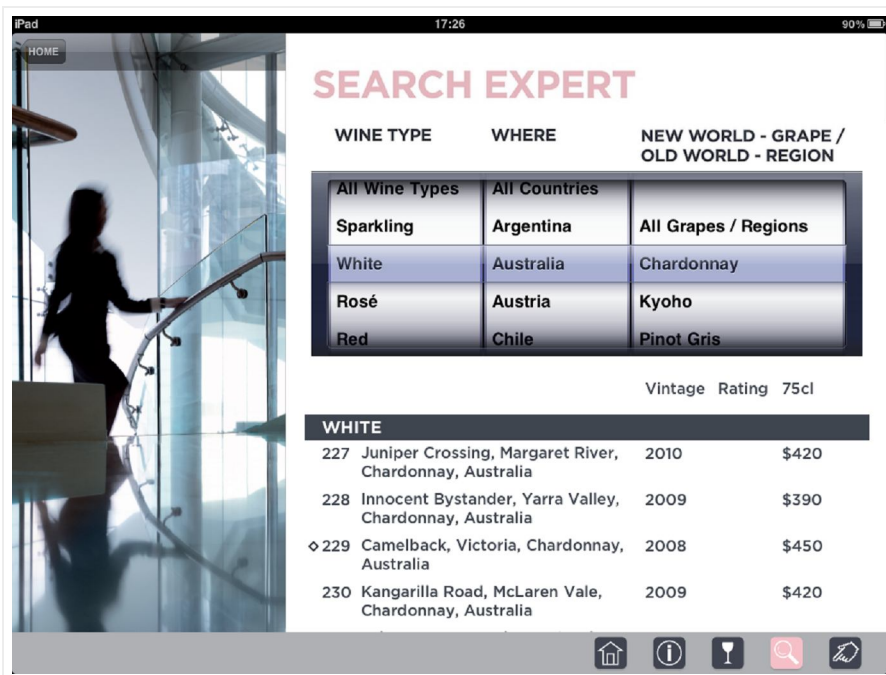 iPad 17:26 90%
HOME
SEARCH EXPERT
WINE TYPE WHERE NEW WORLD - GRAPE /
OLD WORLD - REGION
All Wine Types All Countries
Sparkling Argentina All Grapes / Regions
White Australia Chardonnay
Rosé Austria Kyoho
Red Chile Pinot Gris
Vintage Rating 75cl
WHITE
227 Juniper Crossing, Margaret River, 2010 $420
Chardonnay, Australia
228 Innocent Bystander, Yarra Valley, 2009 $390
Chardonnay, Australia
229 Camelback, Victoria, Chardonnay, 2008 $450
Australia
230 Kangarilla Road, McLaren Vale, 2009 $420
Chardonnay, Australia